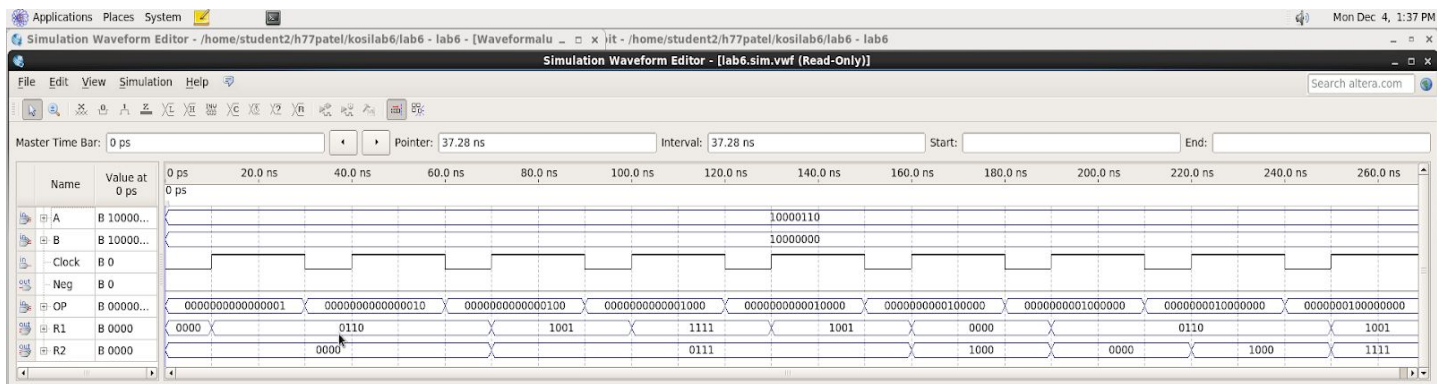 Applications Places System Mon Dec 4, 1:37 PM
Simulation Waveform Editor - /home/student2/h77patel/kosilab6/lab6 - lab6 - [Waveformalu it - /home/student2/h77patel/kosilab6/lab6 - lab6
Simulation Waveform Editor - [lab6.sim.vwf (Read-Only)]
File Edit View Simulation Help Search altera.com
Master Time Bar: 0 ps Pointer: 37.28 ns Interval: 37.28 ns Start: End:
Name Value at 0 ps 0 ps 20.0 ns 40.0 ns 60.0 ns 80.0 ns 100.0 ns 120.0 ns 140.0 ns 160.0 ns 180.0 ns 200.0 ns 220.0 ns 240.0 ns 260.0 ns
0 ps
A B 10000... 10000110
B B 10000... 10000000
Clock B 0
Neg B 0
OP B 00000... 0000000000000001 0000000000000010 0000000000000100 0000000000001000 0000000000010000 0000000000100000 0000000001000000 0000000010000000 0000000100000000
R1 B 0000 0000 0110 1001 1111 1001 0000 0110 1001
R2 B 0000 0000 0111 1000 0000 1000 1111